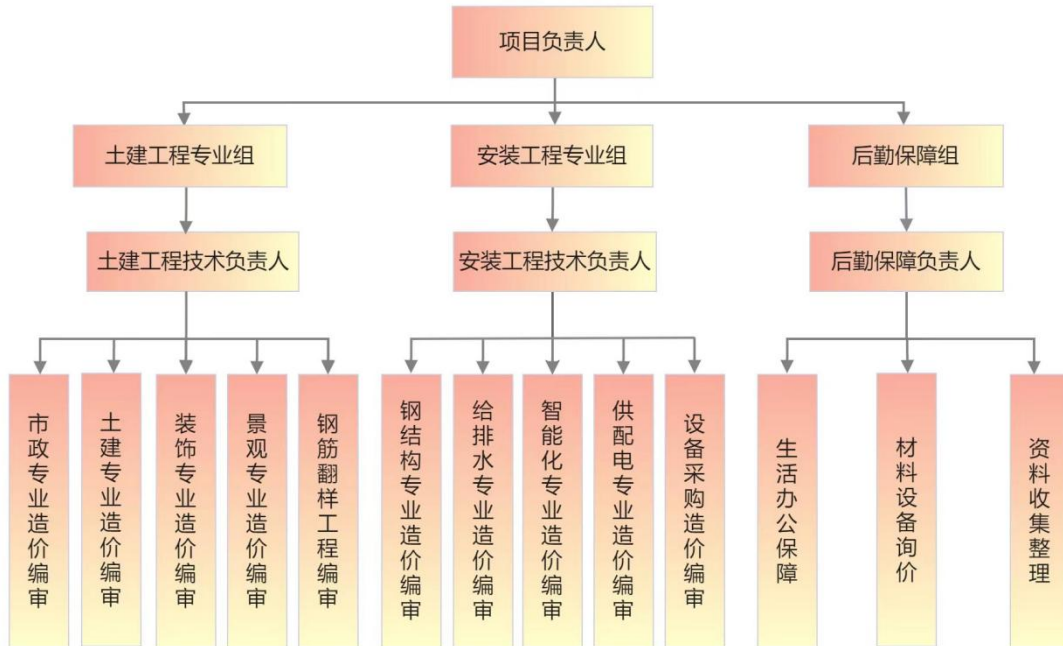 项目负责人
土建工程专业组
安装工程专业组
后勤保障组
土建工程技术负责人
安装工程技术负责人
后勤保障负责人
市政专业造价编审
土建专业造价编审
装饰专业造价编审
景观专业造价编审
钢筋翻样工程编审
钢结构专业造价编审
给排水专业造价编审
智能化专业造价编审
供配电专业造价编审
设备采购造价编审
生活办公保障
材料设备询价
资料收集整理